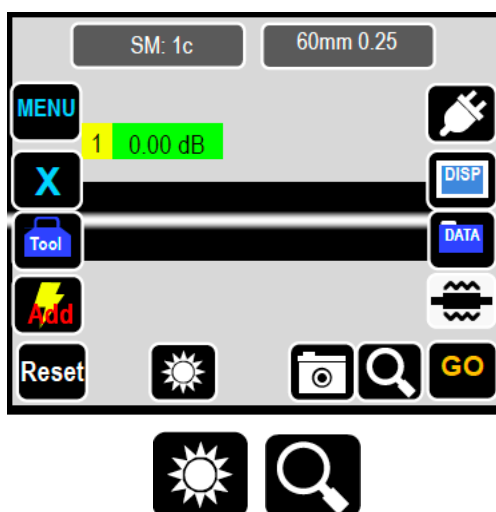 SM: 1c
60mm 0.25
MENU
1 0.00 dB
X
DISP
Tool
DATA
Add
Reset
GO